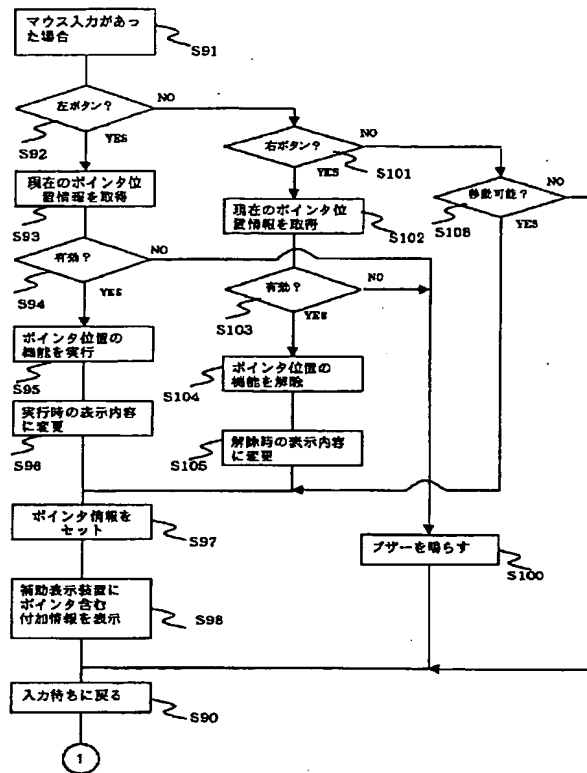 マウス入力があっ
た場合
S91
左ボタン?
NO
YES
S92
右ボタン?
NO
YES
S101
現在のポインタ位
置情報を取得
S93
現在のポインタ位
置情報を取得
S102
移動可能?
NO
YES
S108
有効?
NO
YES
S94
有効?
NO
YES
S103
ポインタ位置の
機能を実行
S95
ポインタ位置の
機能を解除
S104
実行時の表示内容
に変更
S96
解除時の表示内容
に変更
S105
ポインタ情報を
セット
S97
ブザーを鳴らす
S100
補助表示装置に
ポインタ含む
付加情報を表示
S98
入力待ちに戻る
S90
1